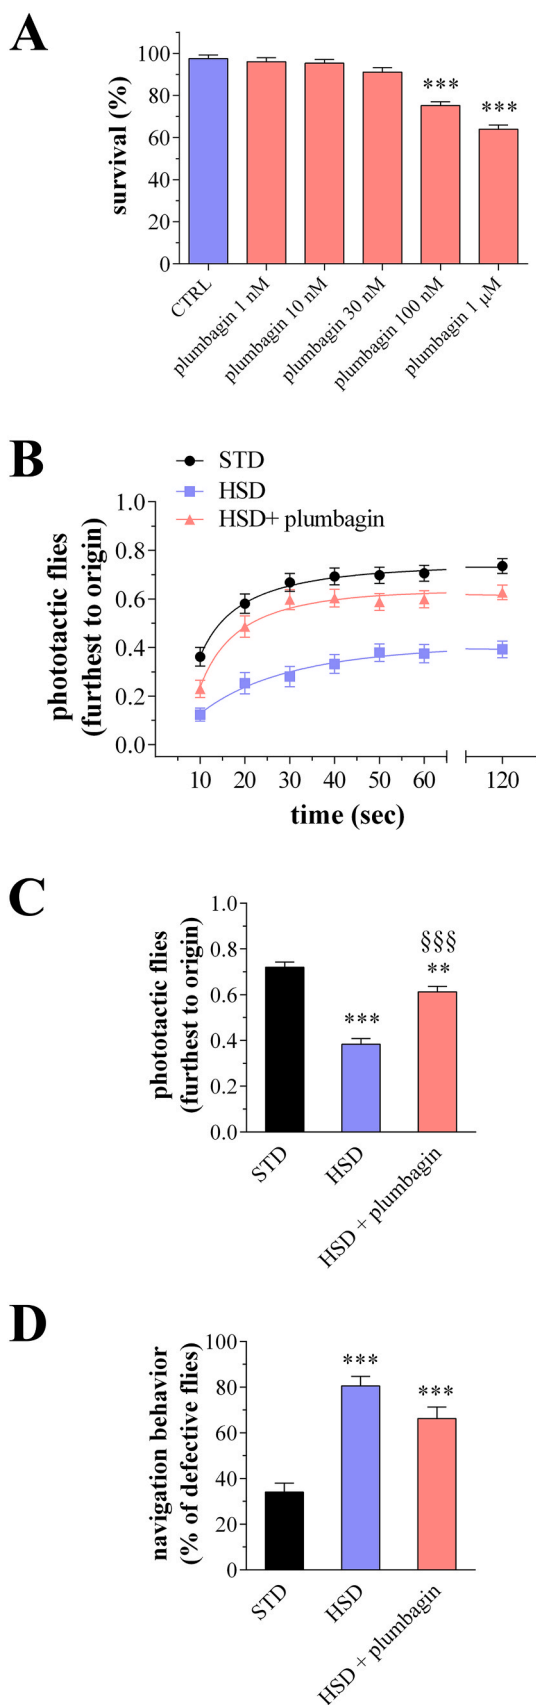 A
survival (%)
100
80
60
40
20
0
***
***
CTRL
plumbagin 1 nM
plumbagin 10 nM
plumbagin 30 nM
plumbagin 100 nM
plumbagin 1 μM
B
STD
HSD
HSD+ plumbagin
phototactic flies
(furthest to origin)
1.0
0.8
0.6
0.4
0.2
0.0
10 20 30 40 50 60 120
time (sec)
C
phototactic flies
(furthest to origin)
1.0
0.8
0.6
0.4
0.2
0.0
***
§§§
**
STD
HSD
HSD + plumbagin
D
navigation behavior
(% of defective flies)
100
80
60
40
20
0
***
***
STD
HSD
HSD + plumbagin